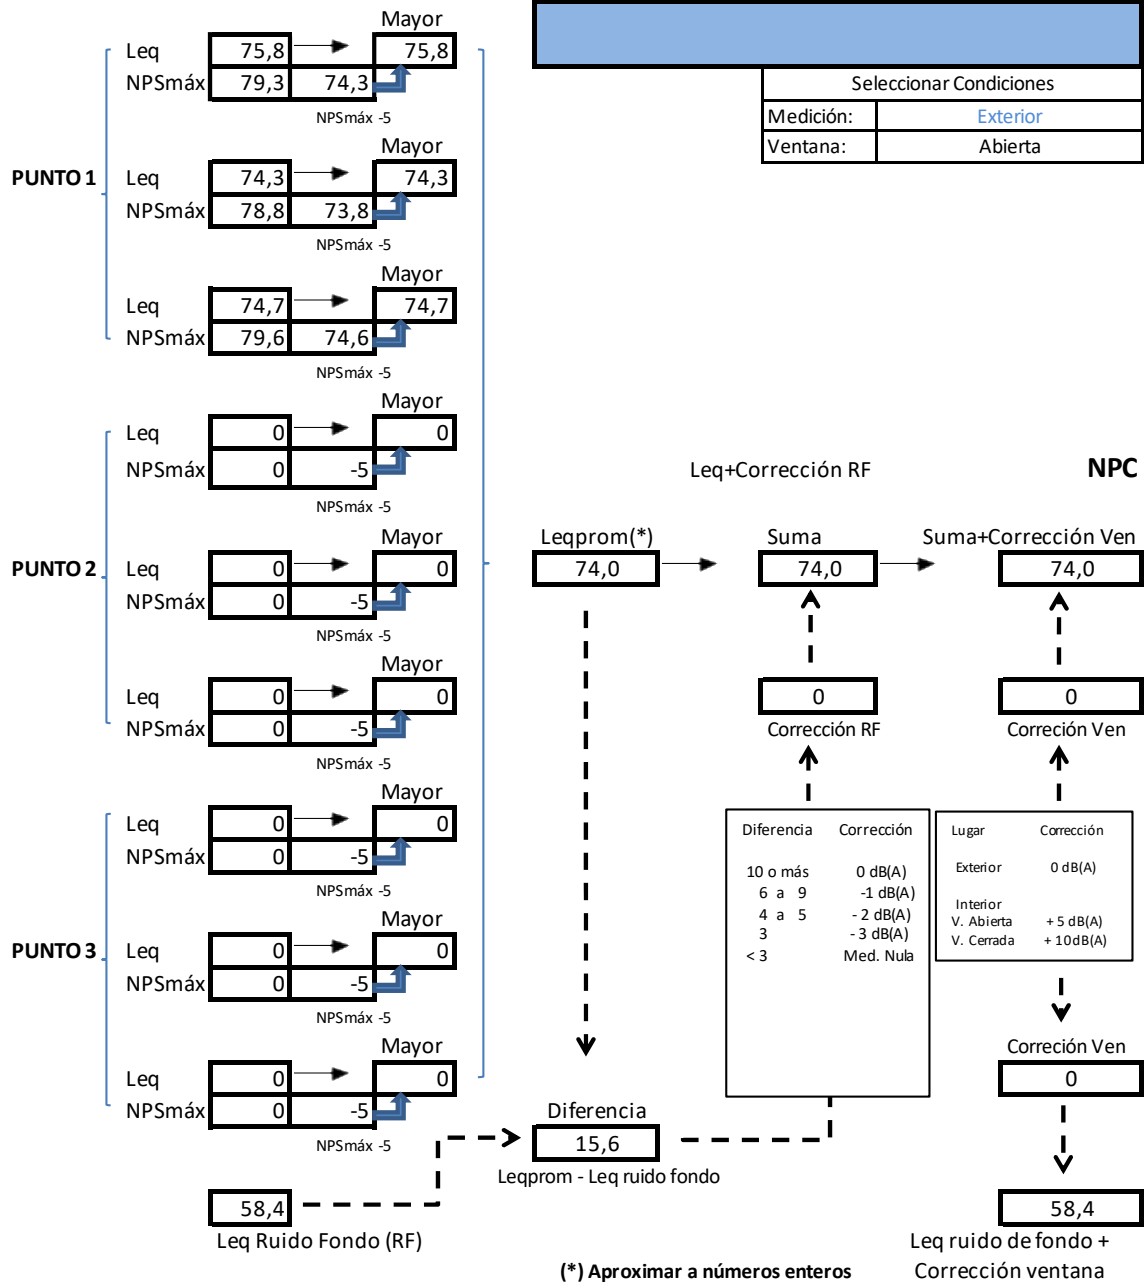 Mayor
Leq 75,8 75,8
NPSmáx 79,3 74,3
NPSmáx -5
Seleccionar Condiciones
Medición: Exterior
Ventana: Abierta
PUNTO 1
Leq 74,3 74,3
NPSmáx 78,8 73,8
NPSmáx -5
Mayor
Leq 74,7 74,7
NPSmáx 79,6 74,6
NPSmáx -5
Mayor
Leq 0 0
NPSmáx 0 -5
NPSmáx -5
Mayor
PUNTO 2
Leq 0 0
NPSmáx 0 -5
NPSmáx -5
Mayor
Leq 0 0
NPSmáx 0 -5
NPSmáx -5
Mayor
Leq 0 0
NPSmáx 0 -5
NPSmáx -5
PUNTO 3
Leq 0 0
NPSmáx 0 -5
NPSmáx -5
Mayor
Leq 0 0
NPSmáx 0 -5
NPSmáx -5
58,4
Leq Ruido Fondo (RF)
Leq+Corrección RF
NPC
Leqprom(*)
74,0
Suma
74,0
Suma+Corrección Ven
74,0
0
Corrección RF
0
Correción Ven
Diferencia Corrección
10 o más 0 dB(A)
6 a 9 -1 dB(A)
4 a 5 - 2 dB(A)
3 - 3 dB(A)
< 3 Med. Nula
Lugar Corrección
Exterior 0 dB(A)
Interior
V. Abierta + 5 dB(A)
V. Cerrada + 10dB(A)
Correción Ven
0
Diferencia
15,6
Leqprom - Leq ruido fondo
58,4
Leq ruido de fondo +
Corrección ventana
(*) Aproximar a números enteros